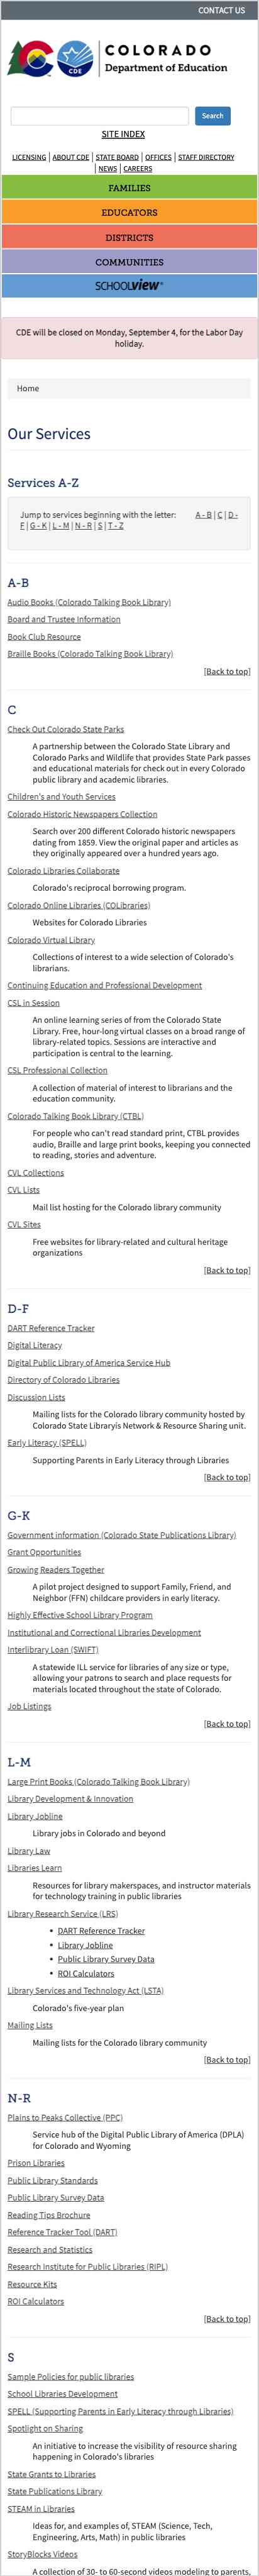 CONTACT US
COLORADO
Department of Education
CDE
Search
SITE INDEX
LICENSING | ABOUT CDE | STATE BOARD | OFFICES | STAFF DIRECTORY
| NEWS | CAREERS
FAMILIES
EDUCATORS
DISTRICTS
COMMUNITIES
SCHOOLVIEW®
CDE will be closed on Monday, September 4, for the Labor Day
holiday.
Home
Our Services
Services A-Z
Jump to services beginning with the letter: A - B | C | D -
F | G - K | L - M | N - R | S | T - Z
A-B
Audio Books (Colorado Talking Book Library)
Board and Trustee Information
Book Club Resource
Braille Books (Colorado Talking Book Library)
[Back to top]
C
Check Out Colorado State Parks
A partnership between the Colorado State Library and
Colorado Parks and Wildlife that provides State Park passes
and educational materials for check out in every Colorado
public library and academic libraries.
Children's and Youth Services
Colorado Historic Newspapers Collection
Search over 200 different Colorado historic newspapers
dating from 1859. View the original paper and articles as
they originally appeared over a hundred years ago.
Colorado Libraries Collaborate
Colorado's reciprocal borrowing program.
Colorado Online Libraries (COLibraries)
Websites for Colorado Libraries
Colorado Virtual Library
Collections of interest to a wide selection of Colorado's
librarians.
Continuing Education and Professional Development
CSL in Session
An online learning series of from the Colorado State
Library. Free, hour-long virtual classes on a broad range of
library-related topics. Sessions are interactive and
participation is central to the learning.
CSL Professional Collection
A collection of material of interest to librarians and the
education community.
Colorado Talking Book Library (CTBL)
For people who can't read standard print, CTBL provides
audio, Braille and large print books, keeping you connected
to reading, stories and adventure.
CVL Collections
CVL Lists
Mail list hosting for the Colorado library community
CVL Sites
Free websites for library-related and cultural heritage
organizations
[Back to top]
D-F
DART Reference Tracker
Digital Literacy
Digital Public Library of America Service Hub
Directory of Colorado Libraries
Discussion Lists
Mailing lists for the Colorado library community hosted by
Colorado State Libraryís Network & Resource Sharing unit.
Early Literacy (SPELL)
Supporting Parents in Early Literacy through Libraries
[Back to top]
G-K
Government information (Colorado State Publications Library)
Grant Opportunities
Growing Readers Together
A pilot project designed to support Family, Friend, and
Neighbor (FFN) childcare providers in early literacy.
Highly Effective School Library Program
Institutional and Correctional Libraries Development
Interlibrary Loan (SWIFT)
A statewide ILL service for libraries of any size or type,
allowing your patrons to search and place requests for
materials located throughout the state of Colorado.
Job Listings
[Back to top]
L-M
Large Print Books (Colorado Talking Book Library)
Library Development & Innovation
Library Jobline
Library jobs in Colorado and beyond
Library Law
Libraries Learn
Resources for library makerspaces, and instructor materials
for technology training in public libraries
Library Research Service (LRS)
• DART Reference Tracker
• Library Jobline
• Public Library Survey Data
• ROI Calculators
Library Services and Technology Act (LSTA)
Colorado's five-year plan
Mailing Lists
Mailing lists for the Colorado library community
[Back to top]
N-R
Plains to Peaks Collective (PPC)
Service hub of the Digital Public Library of America (DPLA)
for Colorado and Wyoming
Prison Libraries
Public Library Standards
Public Library Survey Data
Reading Tips Brochure
Reference Tracker Tool (DART)
Research and Statistics
Research Institute for Public Libraries (RIPL)
Resource Kits
ROI Calculators
[Back to top]
S
Sample Policies for public libraries
School Libraries Development
SPELL (Supporting Parents in Early Literacy through Libraries)
Spotlight on Sharing
An initiative to increase the visibility of resource sharing
happening in Colorado's libraries
State Grants to Libraries
State Publications Library
STEAM in Libraries
Ideas for, and examples of, STEAM (Science, Tech,
Engineering, Arts, Math) in public libraries
StoryBlocks Videos
A collection of 30- to 60-second videos modeling to parents,